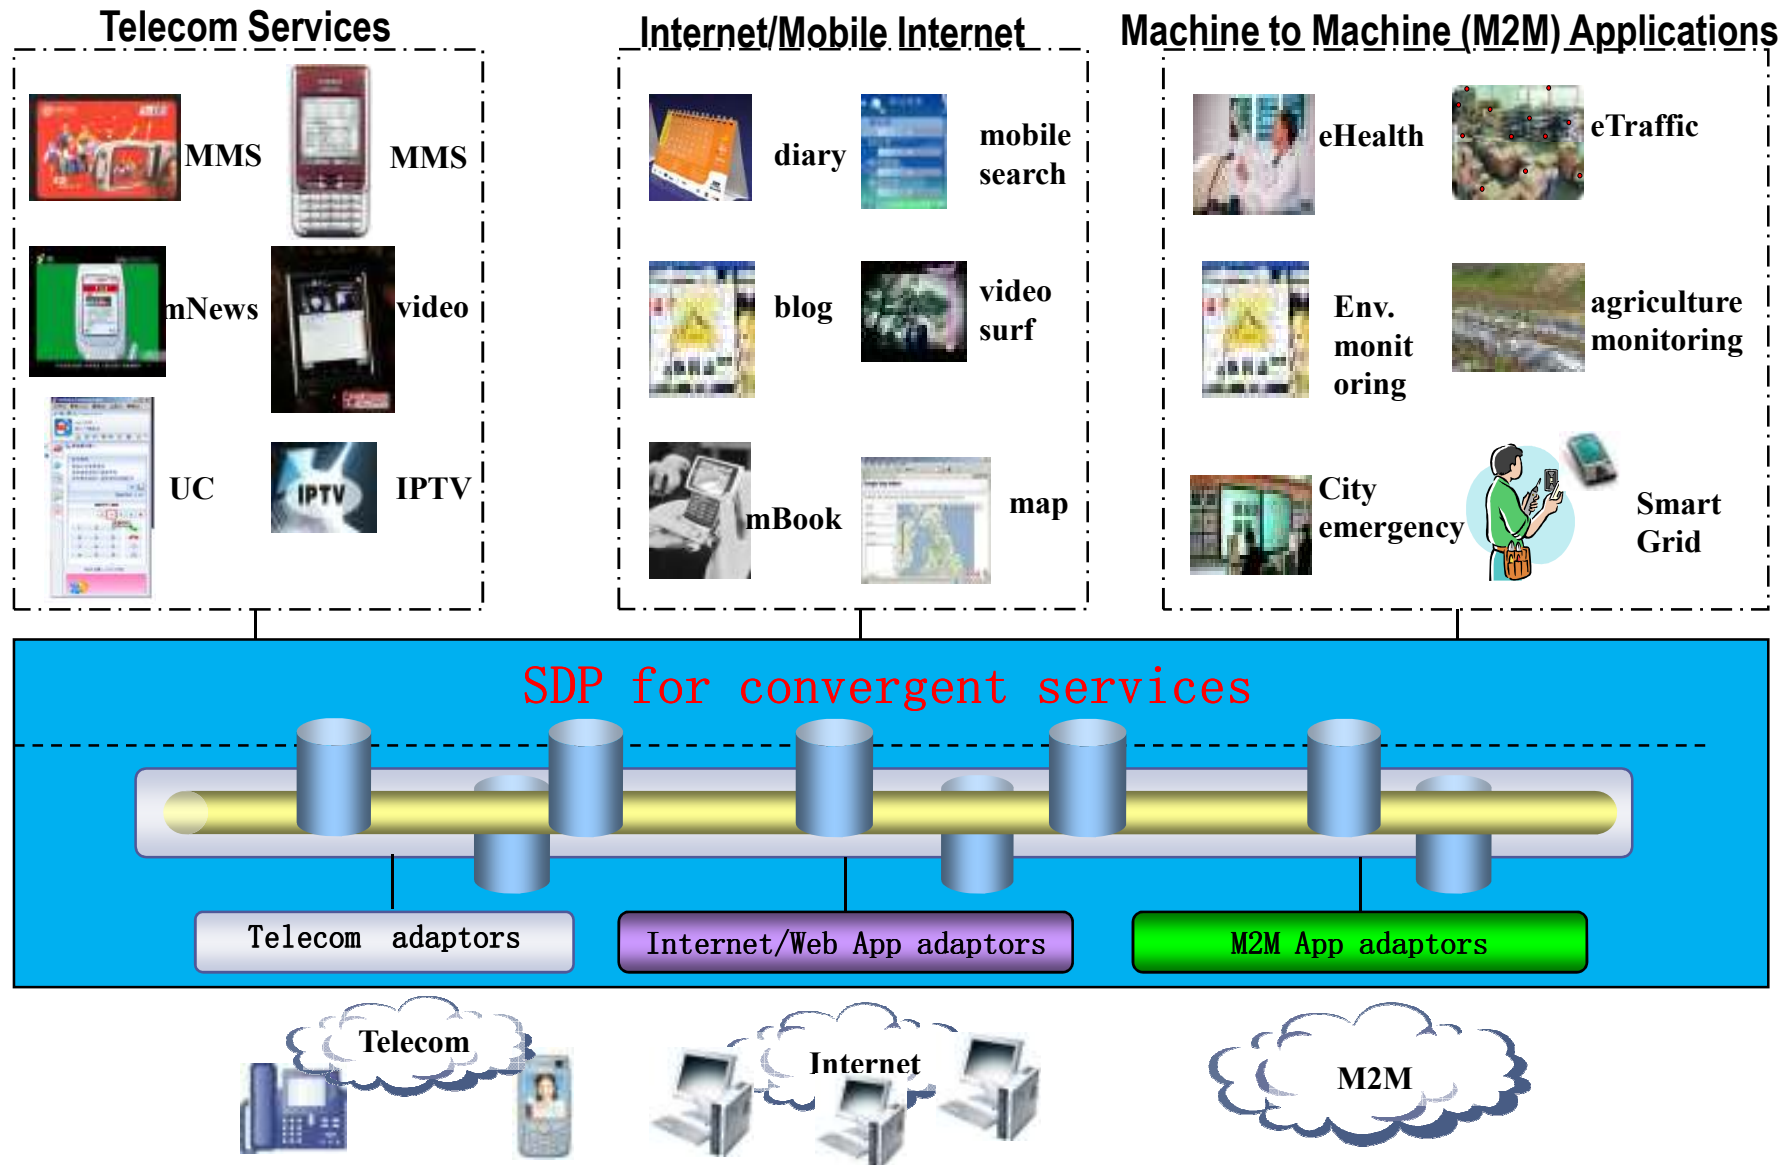 Telecom Services
Internet/Mobile Internet
Machine to Machine (M2M) Applications
MMS
MMS
mNews
video
UC
IPTV
IPTV
diary
mobile
search
blog
video
surf
mBook
map
eHealth
eTraffic
Env.
monit
oring
agriculture
monitoring
City
emergency
Smart
Grid
SDP for convergent services
Telecom adaptors
Internet/Web App adaptors
M2M App adaptors
Telecom
Internet
M2M